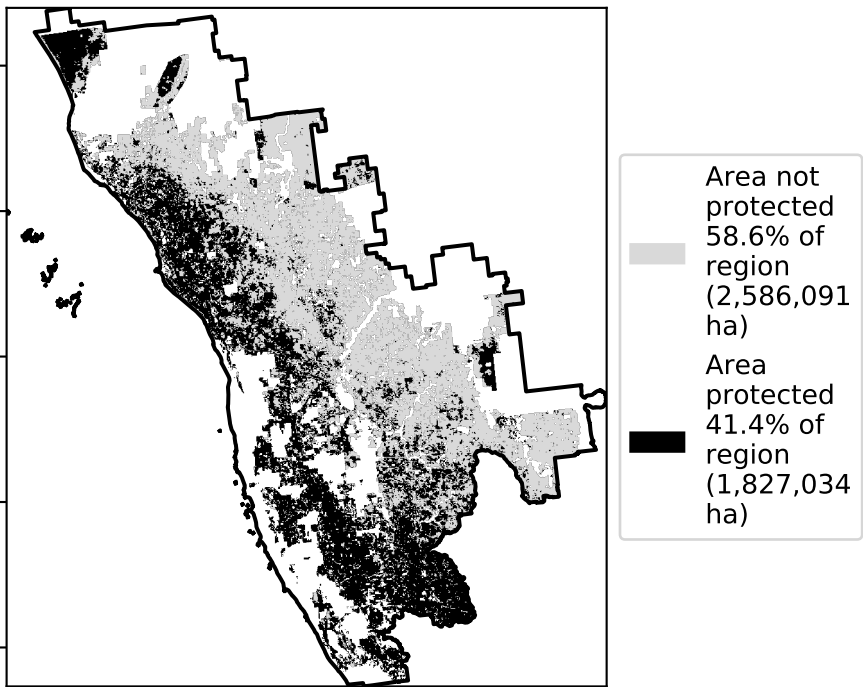 Area not
protected
58.6% of
region
(2,586,091
ha)
Area
protected
41.4% of
region
(1,827,034
ha)